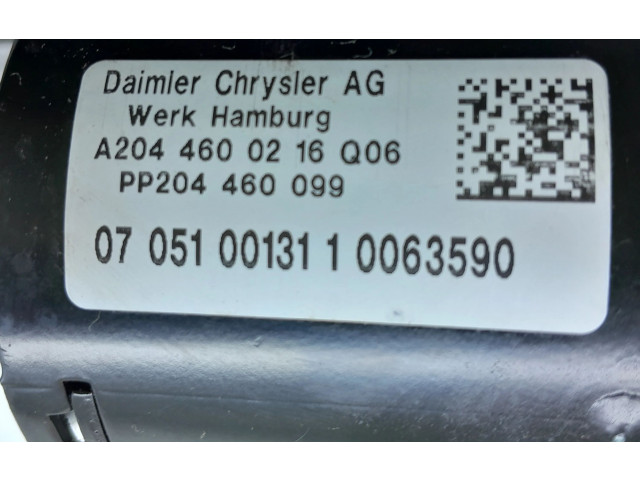 Daimler Chrysler AG
Werk Hamburg
A204 460 02 16 Q06
PP204 460 099
07 051 00131 1 0063590